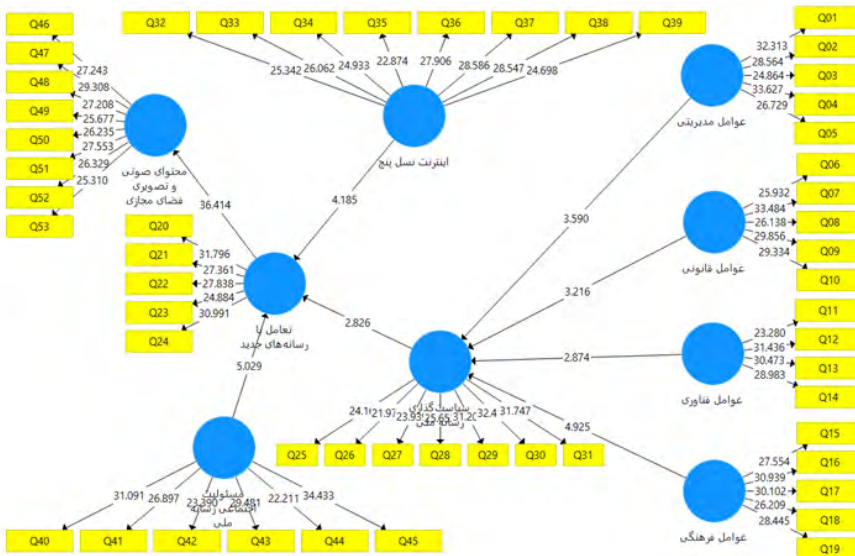 Q46
Q47
Q48
Q49
Q50
Q51
Q52
Q53
27.243
29.308
27.208
25.677
26.235
27.553
26.329
25.310
محتوای صوتی
و تصویری
فضای مجازی
Q32
Q33
Q34
Q35
Q36
Q37
Q38
Q39
25.342
26.062
24.933
22.874
27.906
28.586
28.547
24.698
اینترنت نسل پنج
Q01
Q02
Q03
Q04
Q05
32.313
28.564
24.864
33.627
26.729
عوامل مدیریتی
36.414
4.185
3.590
Q06
Q07
Q08
Q09
Q10
25.932
33.484
26.138
29.856
29.334
عوامل قانونی
3.216
Q20
Q21
Q22
Q23
Q24
31.796
27.361
27.838
24.884
30.991
تعامل با
رسانه‌های جدید
2.826
Q11
Q12
Q13
Q14
23.280
31.436
30.473
28.983
عوامل فناوری
2.874
5.029
سیاست‌گذاری
رسانه ملی
31.747
Q25
Q26
Q27
Q28
Q29
Q30
Q31
4.925
Q15
Q16
Q17
Q18
Q19
27.554
30.939
30.102
26.209
28.445
عوامل فرهنگی
31.091
26.897
23.390
29.481
22.211
34.433
مسئولیت
اجتماعی رسانه
ملی
Q40
Q41
Q42
Q43
Q44
Q45